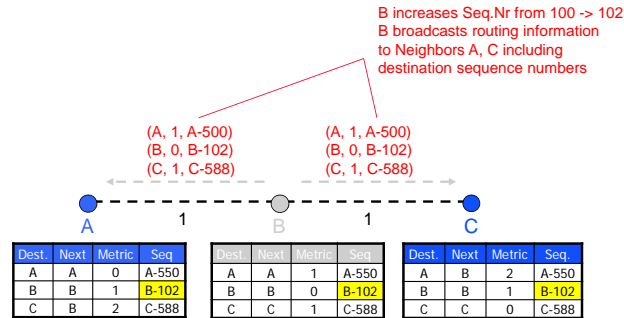 B increases Seq.Nr from 100 -> 102
B broadcasts routing information
to Neighbors A, C including
destination sequence numbers
(A, 1, A-500) (A, 1, A-500)
(B, 0, B-102) (B, 0, B-102)
(C, 1, C-588) (C, 1, C-588)
A 1 B 1 C
Dest. Next Metric Seq
A A 0 A-550
B B 1 B-102
C B 2 C-588
Dest. Next Metric Seq
A A 1 A-550
B B 0 B-102
C C 1 C-588
Dest. Next Metric Seq.
A B 2 A-550
B B 1 B-102
C C 0 C-588